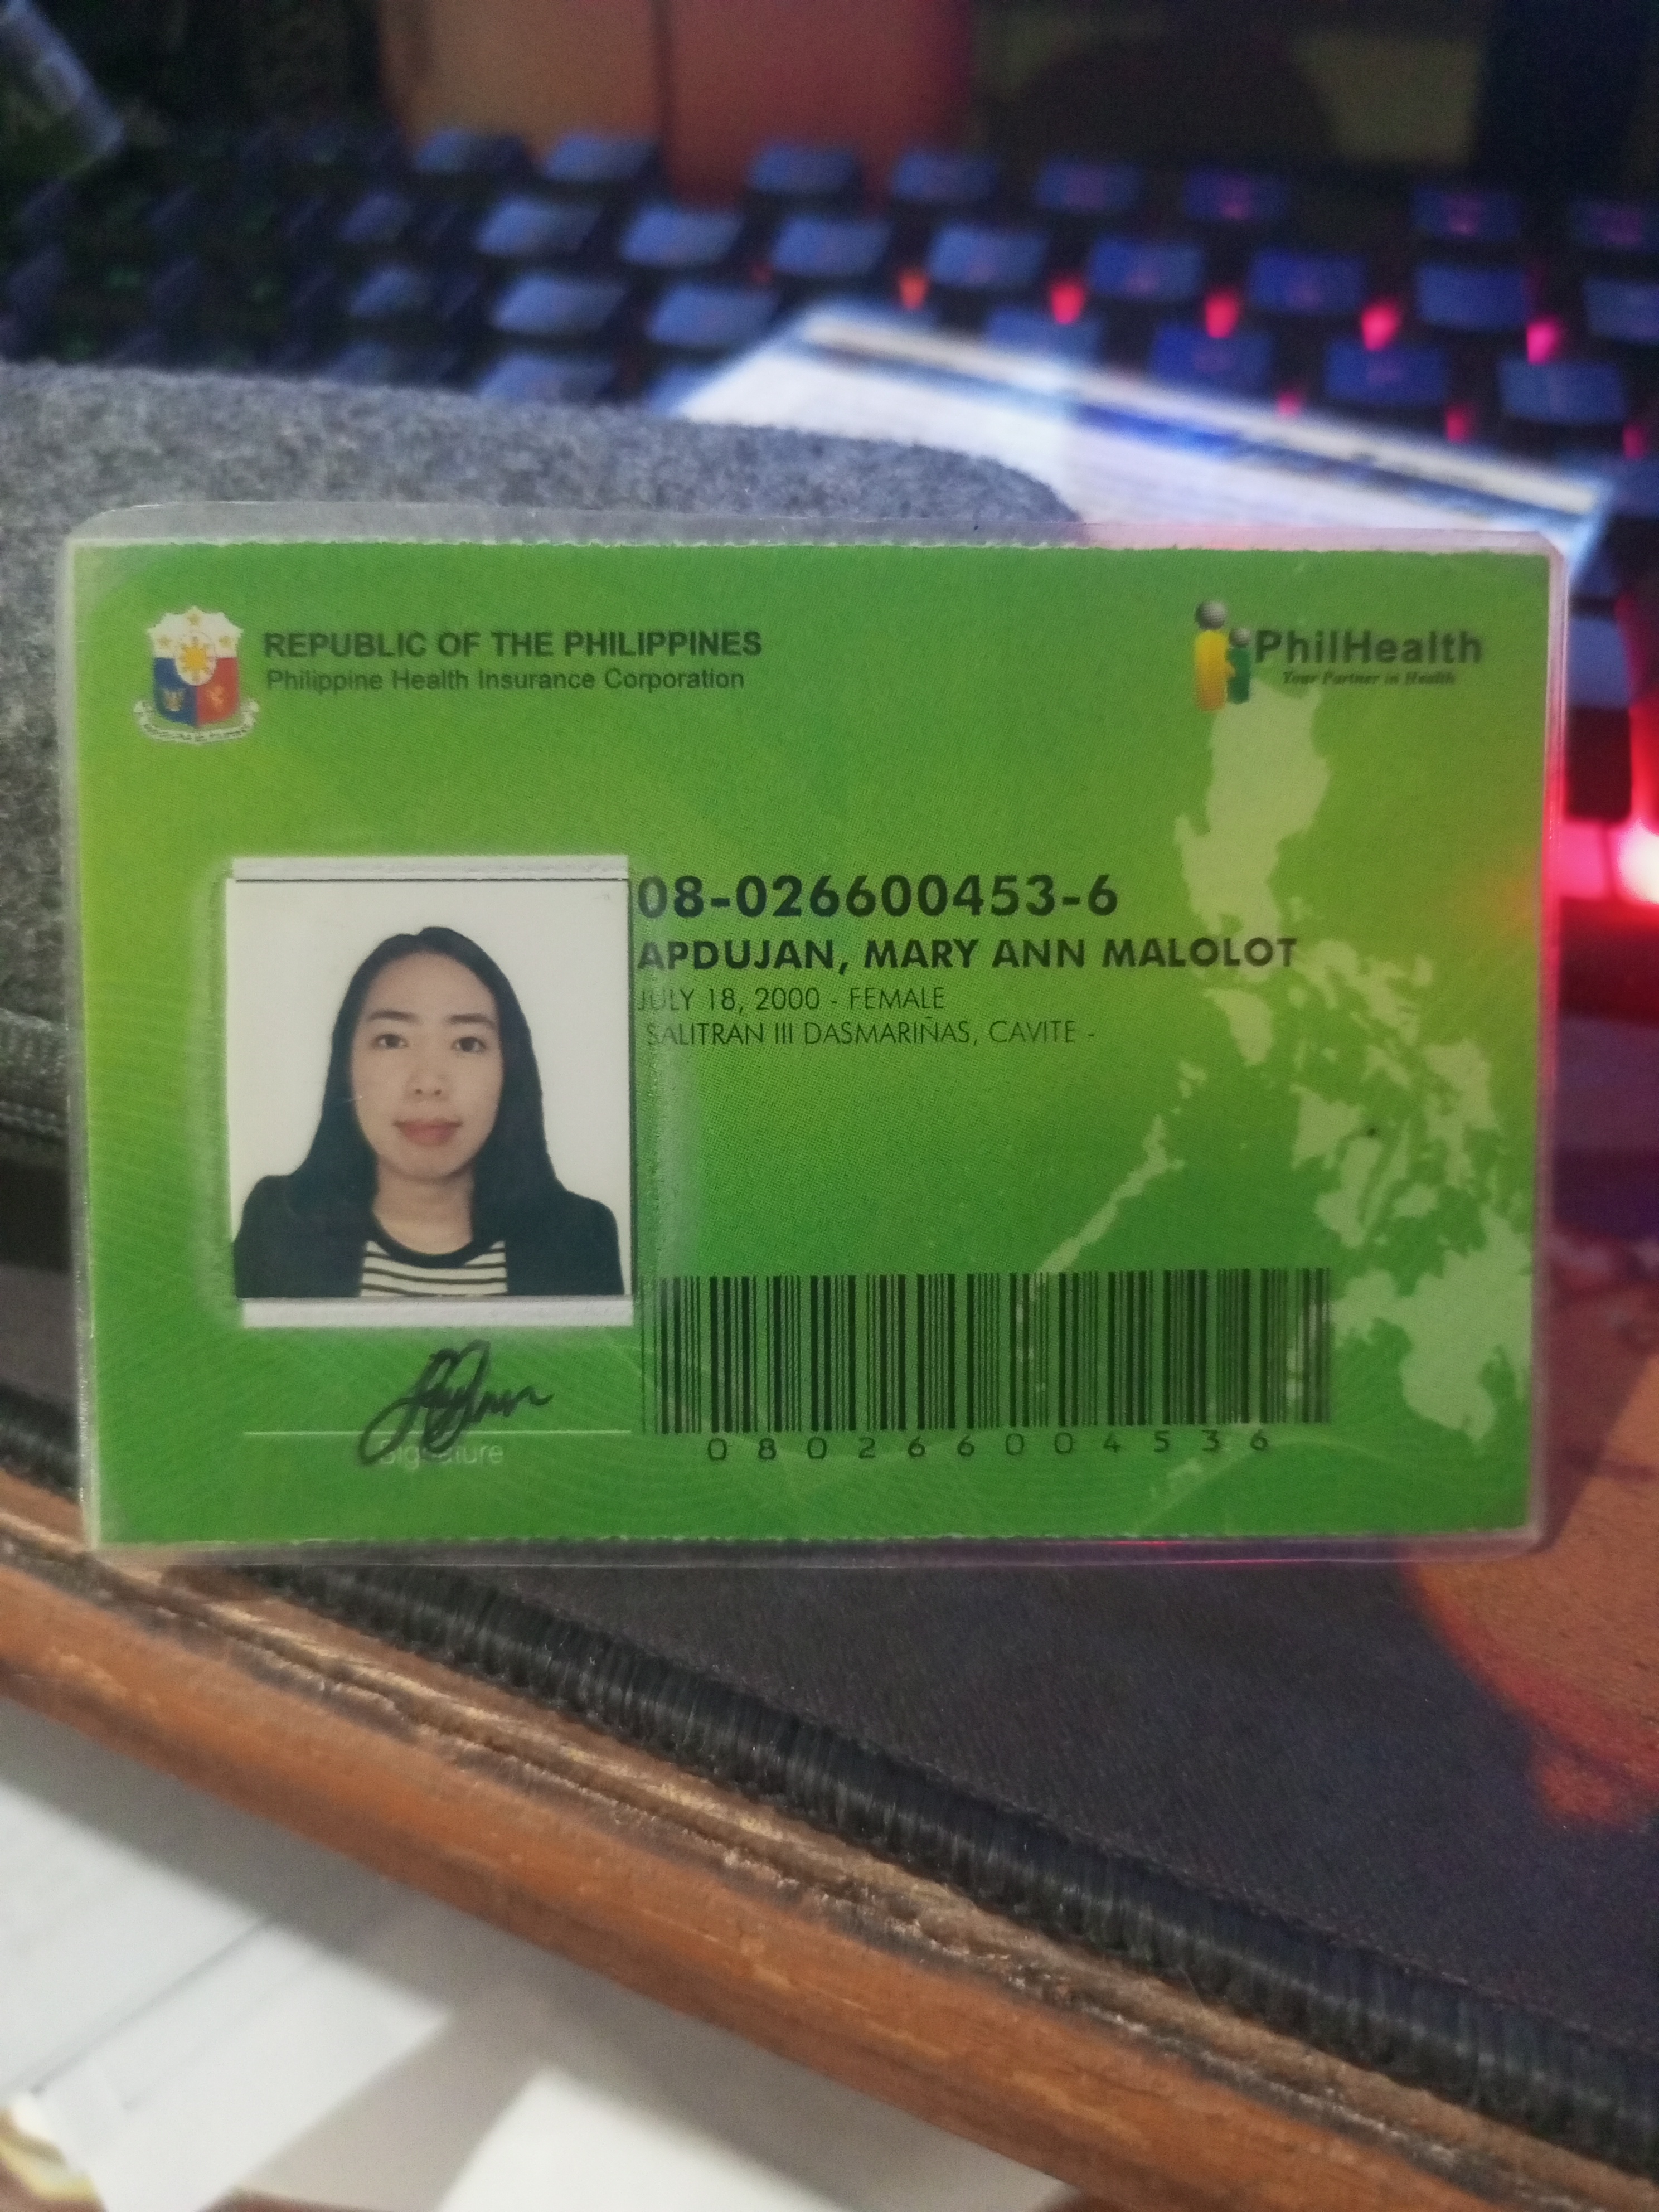 REPUBLIC OF THE PHILIPPINES
Philippine Health Insurance Corporation
PhilHealth
Your Partner in Health
08-026600453-6
APDUJAN, MARY ANN MALOLOT
JULY 18, 2000 - FEMALE
SALITRAN III DASMARIÑAS, CAVITE -
Signature
080266004536